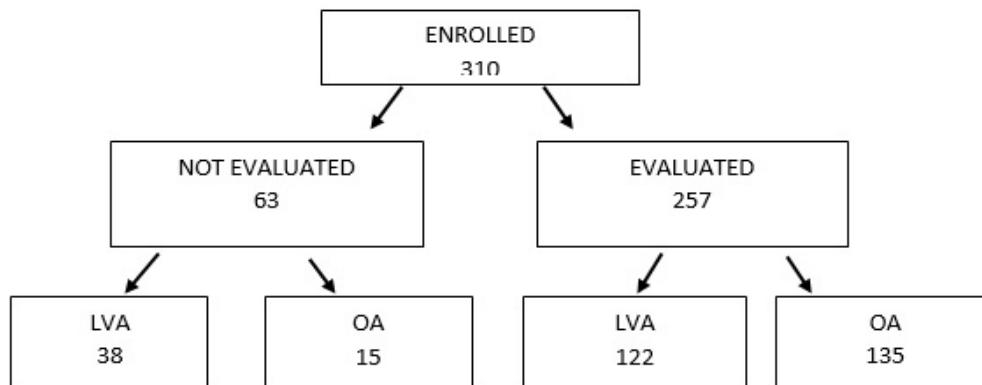 ENROLLED
310
NOT EVALUATED
63
EVALUATED
257
LVA
38
OA
15
LVA
122
OA
135